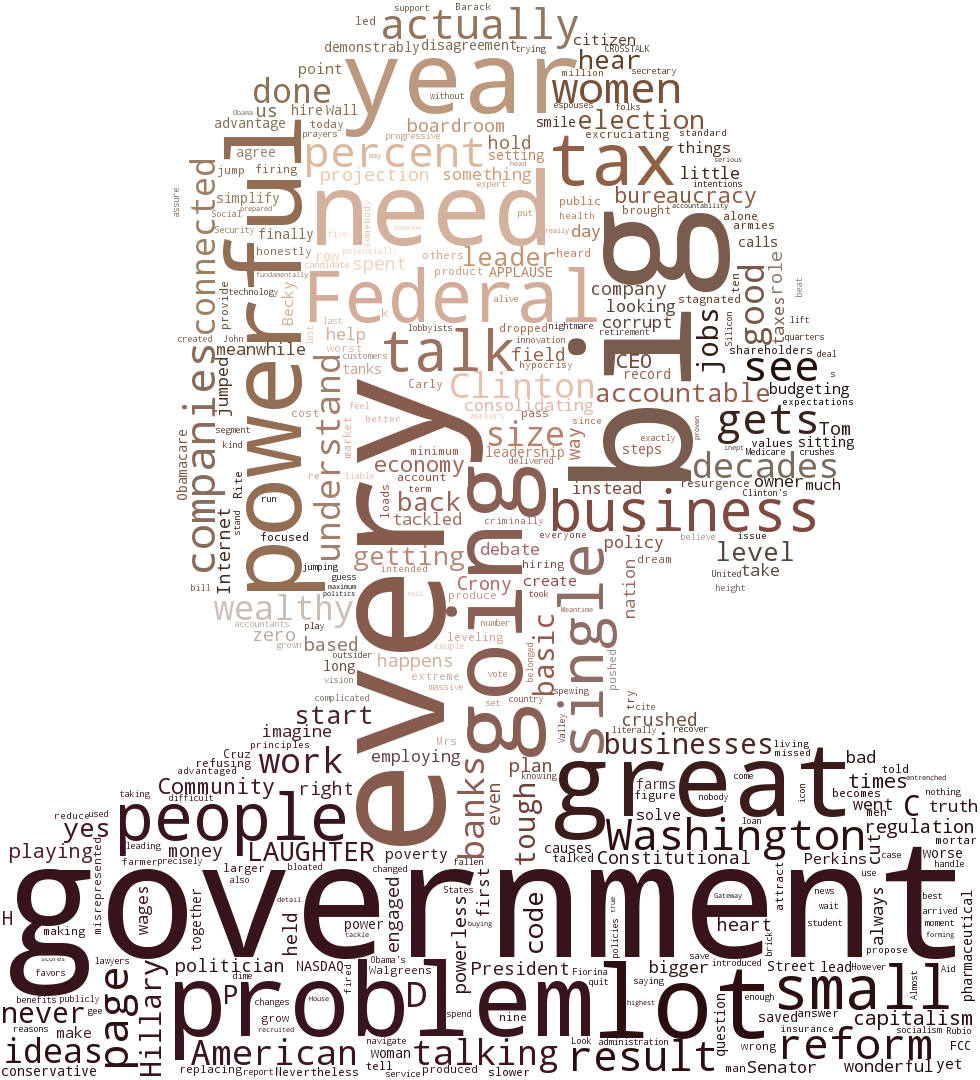 support Barack
led actually
demonstrably disagreement trying citizen
CROSSTALK
point year hear
million secretary
done without women
espouses folks
Obama us hire Wall smile election
advantage today boardroom excruciating
prayers progressive standard
powerful agree percent hold tax things
may head serious
jump firing projection something setting little intentions
connected simplify need expert public bureaucracy
assure Social prepared five somebody put health brought accountability
Security finally somehow really day alone armies
honestly row potentially others leader heard calls big
fundamentally candidate spent product APPLAUSE company good role
technology Becky Federal alive looking stagnated ten beat
provide last k lobbyists dropped nightmare corrupt jobs Silicon taxes lift
created John lost help talk innovation retirement quarters
companies meanwhile worst field hypocrisy CEO shareholders deal
customers tanks Carly record see s
jumped understand Clinton accountable budgeting
cost feel consolidating pass since expectations
segment better workers size way exactly proven gets values sitting Tom
kind market every minimum leadership steps inept Medicare crushes
Obamacare re economy delivered decades
Rite liable account going instead resurgence owner much
run loads term back business Clinton's
Internet stand focused tackled criminally everyone policy believe issue
getting debate hiring level
jumping intended dream
bill guess Crony create nation United take
wealthy maximum roll produce took height
politics Meantime
accountants play number single
zero grown based leveling basic belonged
outsider happens couple
long extreme vote pushed
vision massive spewing
complicated set country try cite
start crushed
imagine Mrs Valley literally recover
principles businesses living
Cruz work employing plan great missed bad
refusing knowing told entrenched
advantaged Community right banks even tough farms come icon times nothing
taking difficult figure nobody becomes
reduce used people solve loan men went C truth
yes leading Washington regulation
playing farmer money LAUGHTER poverty causes mortar
precisely talked Constitutional Perkins cut case worse
misrepresented larger bloated changed fallen use handle
also government
H wages detail States first code Gateway news best
making together held power engaged buying powerless policies true heart attract wait always arrived
tackle student moment
scores lawyers brick propose forming
favors politician NASDAQ Obama's President save introduced Street lead However Aid
page dime fired Walgreens Fiorina bigger pharmaceutical
benefits publicly P problem D quit saying lot small Almost
never gee changes House highest enough saved answer capitalism
reasons make Hillary grow spend nine question insurance
recruited socialism Rubio
ideas American navigate talking Look administration result wrong reform FCC
conservative woman
replacing report tell produced slower man Senator wonderful yet
Nevertheless service